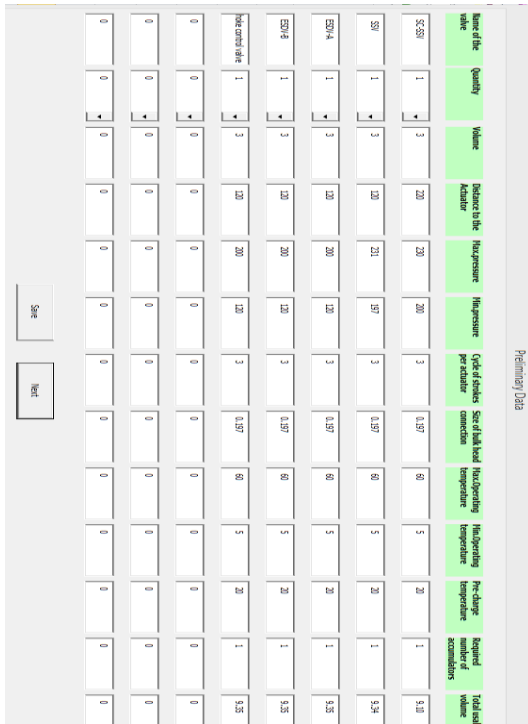 Preliminary Data
Name of the valve Quantity Volume Distance to the Actuator Max.pressure Min.pressure Cycle of strokes per actuator Size of bulk head connection Max.Operating temperature Min.Operating temperature Pre-charge temperature Required number of accumulators Total usal volume
SC-SSV 1 3 220 230 200 3 0.197 60 5 20 1 9.10
SSV 1 3 120 231 197 3 0.197 60 5 20 1 9.34
ESDV-A 1 3 120 200 120 3 0.197 60 5 20 1 9.35
ESDV-B 1 3 120 200 120 3 0.197 60 5 20 1 9.35
hoke control valve 1 3 120 200 120 3 0.197 60 5 20 1 9.35
0 0 0 0 0 0 0 0 0 0 0 0 0
0 0 0 0 0 0 0 0 0 0 0 0 0
0 0 0 0 0 0 0 0 0 0 0 0 0
Save Next